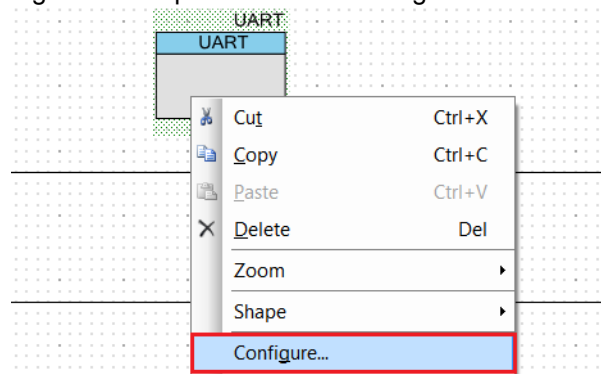 UART
UART
Cut Ctrl+X
Copy Ctrl+C
Paste Ctrl+V
Delete Del
Zoom
Shape
Configure...